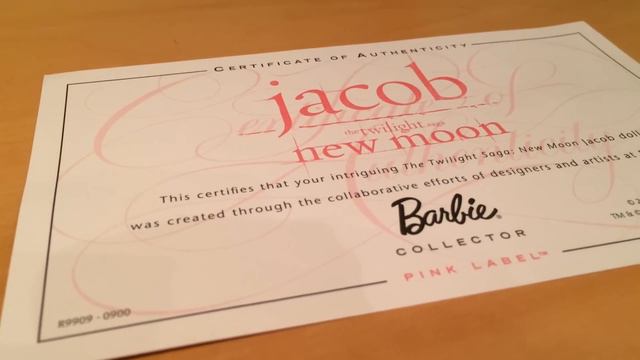 CERTIFICATE OF AUTHENTICITY
jacob
the twilight saga
new moon
This certifies that your intriguing The Twilight Saga: New Moon Jacob doll
was created through the collaborative efforts of designers and artists at
Barbie
COLLECTOR
PINK LABEL™
R9909 - 0900